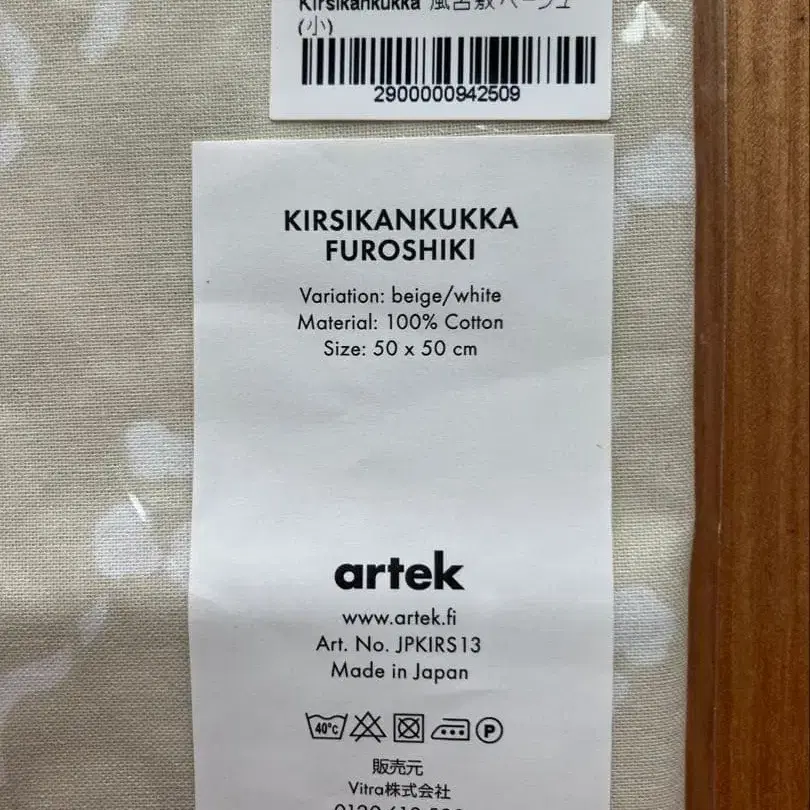 Kirsikankukka 風呂敷 ベージュ
(小)
2900000942509
KIRSIKANKUKKA
FUROSHIKI
Variation: beige/white
Material: 100% Cotton
Size: 50 x 50 cm
artek
www.artek.fi
Art. No. JPKIRS13
Made in Japan
40°C P
販売元
Vitra株式会社